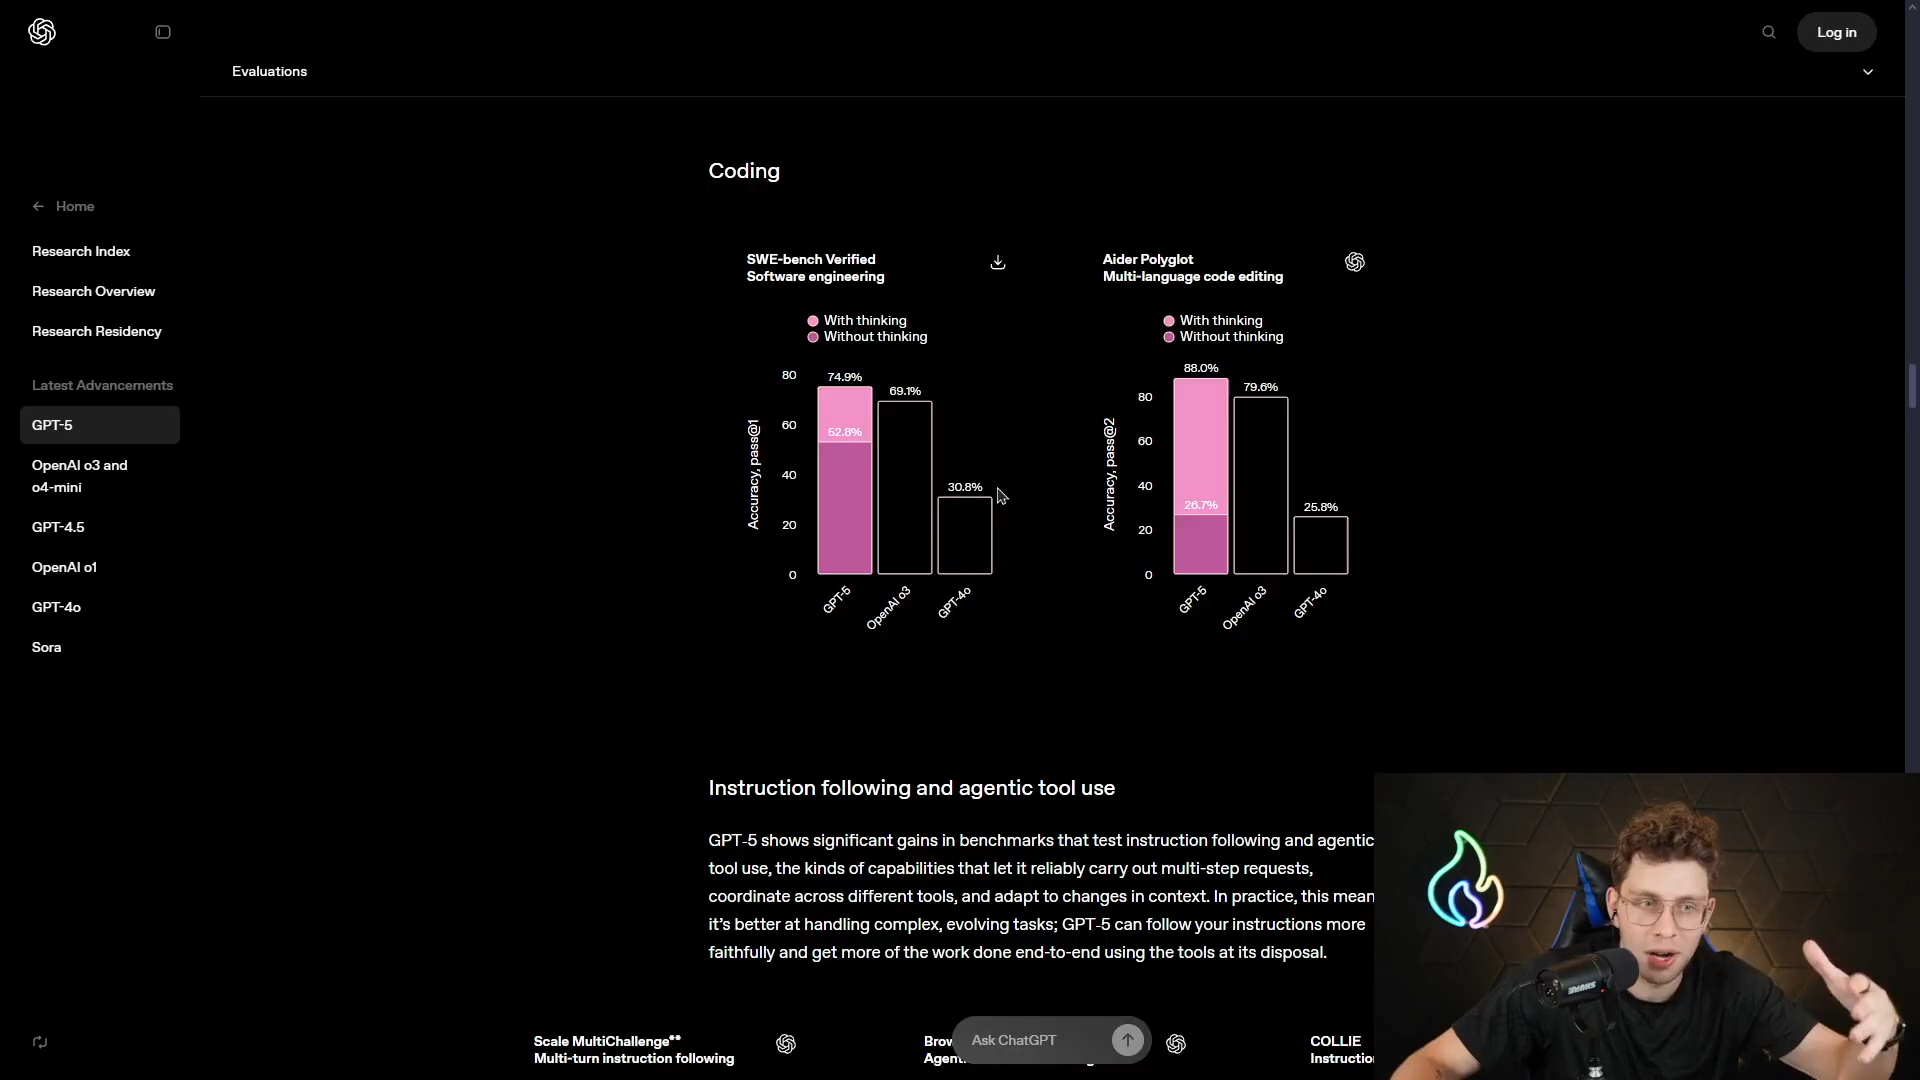 Log in
Evaluations
Home
Research Index
Research Overview
Research Residency
Latest Advancements
GPT-5
OpenAI o3 and
o4-mini
GPT-4.5
OpenAI o1
GPT-4o
Sora
Coding
SWE-bench Verified
Software engineering
With thinking
Without thinking
Accuracy, pass@1
80
60
40
20
0
74.9%
52.8%
69.1%
30.8%
GPT-5
OpenAI o3
GPT-4o
Aider Polyglot
Multi-language code editing
With thinking
Without thinking
Accuracy, pass@2
80
60
40
20
0
88.0%
26.7%
79.6%
25.8%
GPT-5
OpenAI o3
GPT-4o
Instruction following and agentic tool use
GPT-5 shows significant gains in benchmarks that test instruction following and agentic
tool use, the kinds of capabilities that let it reliably carry out multi-step requests,
coordinate across different tools, and adapt to changes in context. In practice, this mean
it's better at handling complex, evolving tasks; GPT-5 can follow your instructions more
faithfully and get more of the work done end-to-end using the tools at its disposal.
Scale MultiChallenge**
Multi-turn instruction following
Brow
Agent
Ask ChatGPT
COLLIE
Instruction
SHURE